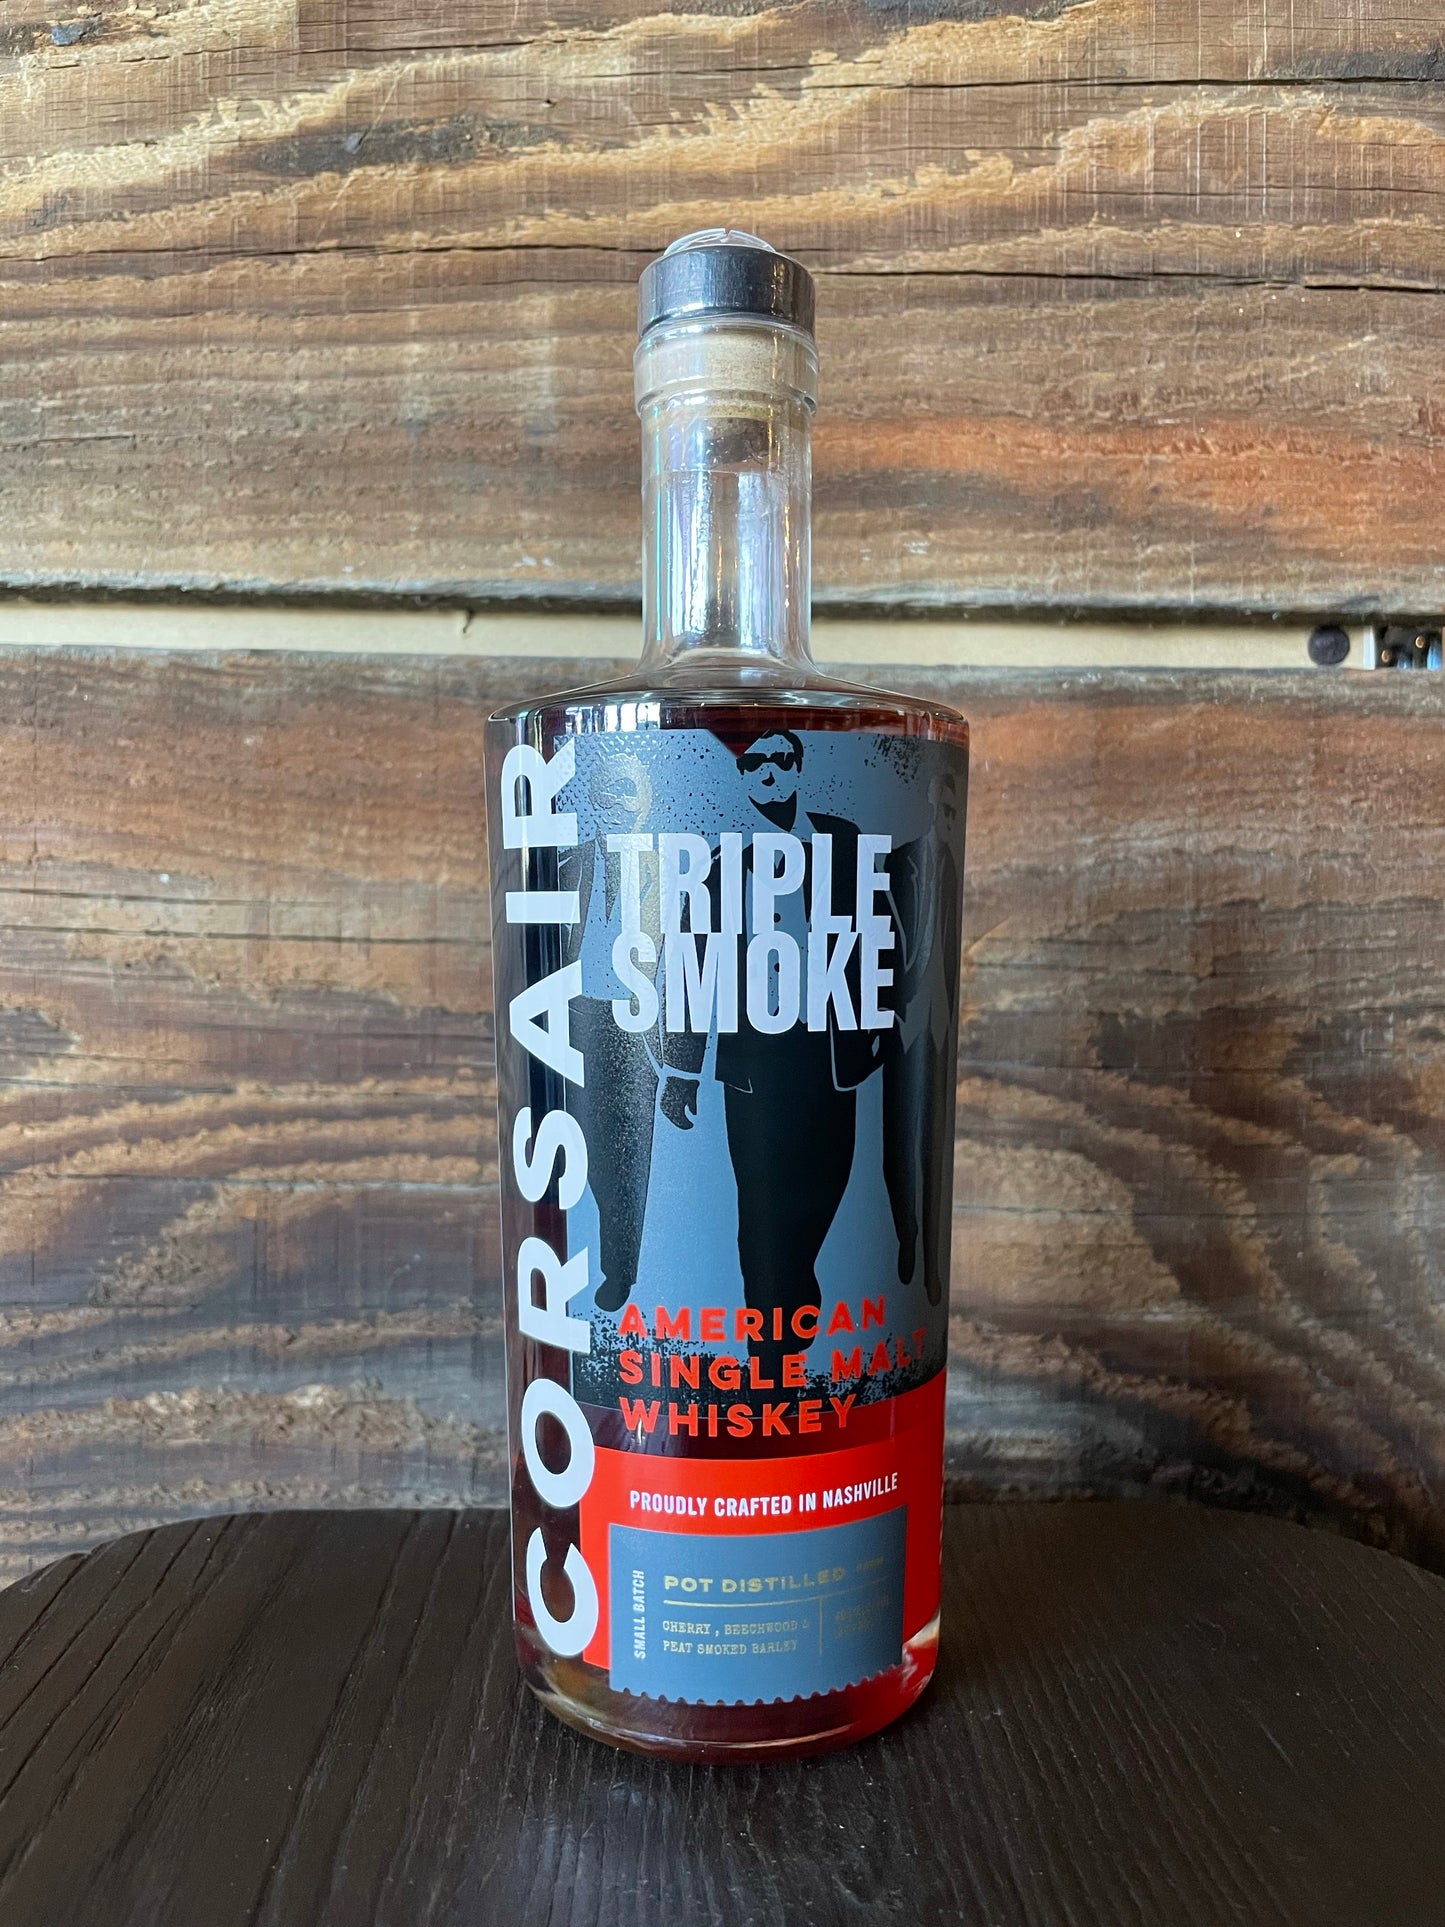 CORSAIR
TRIPLE
SMOKE
AMERICAN
SINGLE MALT
WHISKEY
PROUDLY CRAFTED IN NASHVILLE
SMALL BATCH
POT DISTILLED FROM
CHERRY, BEECHWOOD &
PEAT SMOKED BARLEY